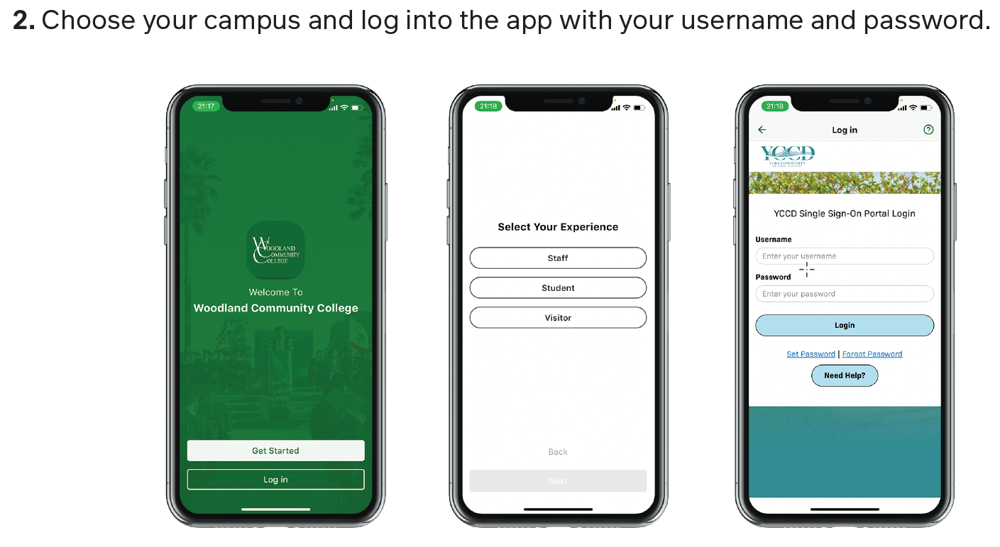 2. Choose your campus and log into the app with your username and password.
21:17
WOODLAND
COMMUNITY
COLLEGE
Welcome To
Woodland Community College
Get Started
Log in
21:18
Select Your Experience
Staff
Student
Visitor
Back
Next
21:18
Log in
YCCD
YUBA COMMUNITY
COLLEGE DISTRICT
YCCD Single Sign-On Portal Login
Username
Enter your username
Password
Enter your password
Login
Set Password | Forgot Password
Need Help?